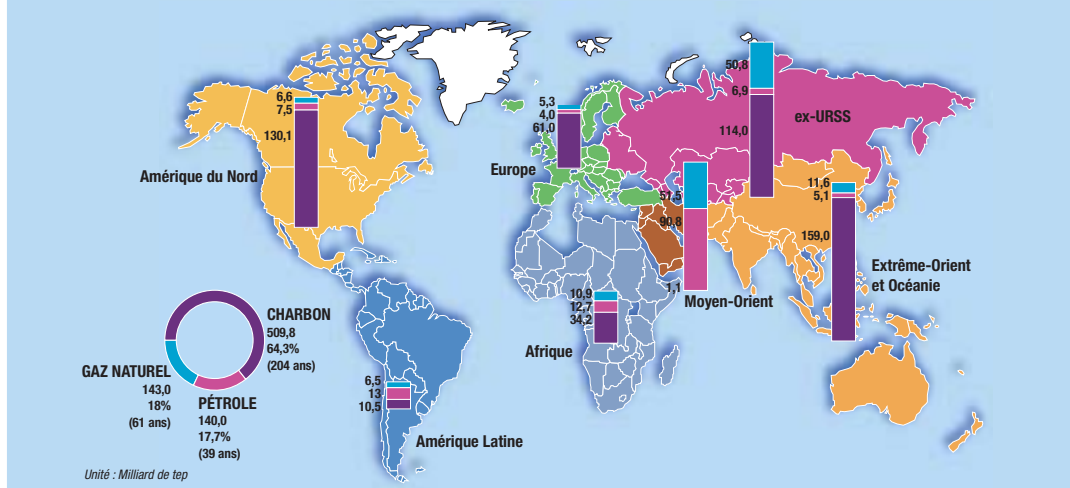 6,6
7,5
130,1
Amérique du Nord
5,3
4,0
61,0
Europe
50,8
6,9
114,0
ex-URSS
51,5
90,8
1,1
Moyen-Orient
11,6
5,1
159,0
Extrême-Orient
et Océanie
10,9
12,7
34,2
Afrique
6,5
13
10,5
Amérique Latine
CHARBON
509,8
64,3%
(204 ans)
GAZ NATUREL
143,0
18%
(61 ans)
PÉTROLE
140,0
17,7%
(39 ans)
Unité : Milliard de tep